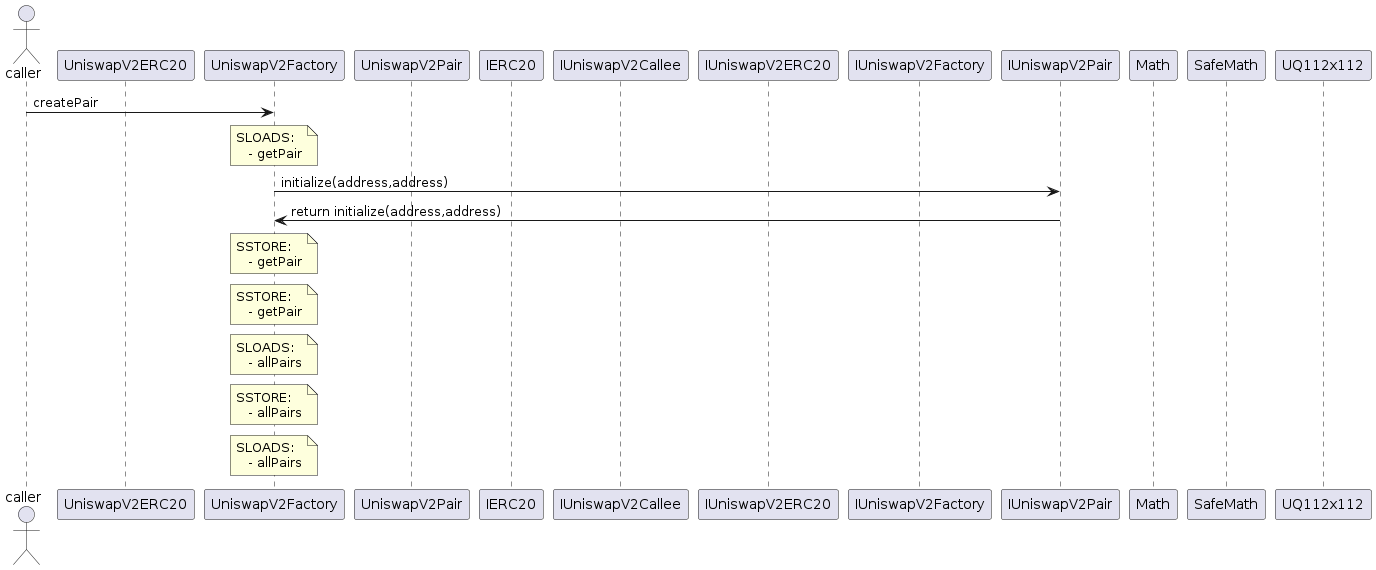 caller
UniswapV2ERC20
UniswapV2Factory
UniswapV2Pair
IERC20
IUniswapV2Callee
IUniswapV2ERC20
IUniswapV2Factory
IUniswapV2Pair
Math
SafeMath
UQ112x112
createPair
SLOADS:
- getPair
initialize(address,address)
return initialize(address,address)
SSTORE:
- getPair
SSTORE:
- getPair
SLOADS:
- allPairs
SSTORE:
- allPairs
SLOADS:
- allPairs
caller
UniswapV2ERC20
UniswapV2Factory
UniswapV2Pair
IERC20
IUniswapV2Callee
IUniswapV2ERC20
IUniswapV2Factory
IUniswapV2Pair
Math
SafeMath
UQ112x112